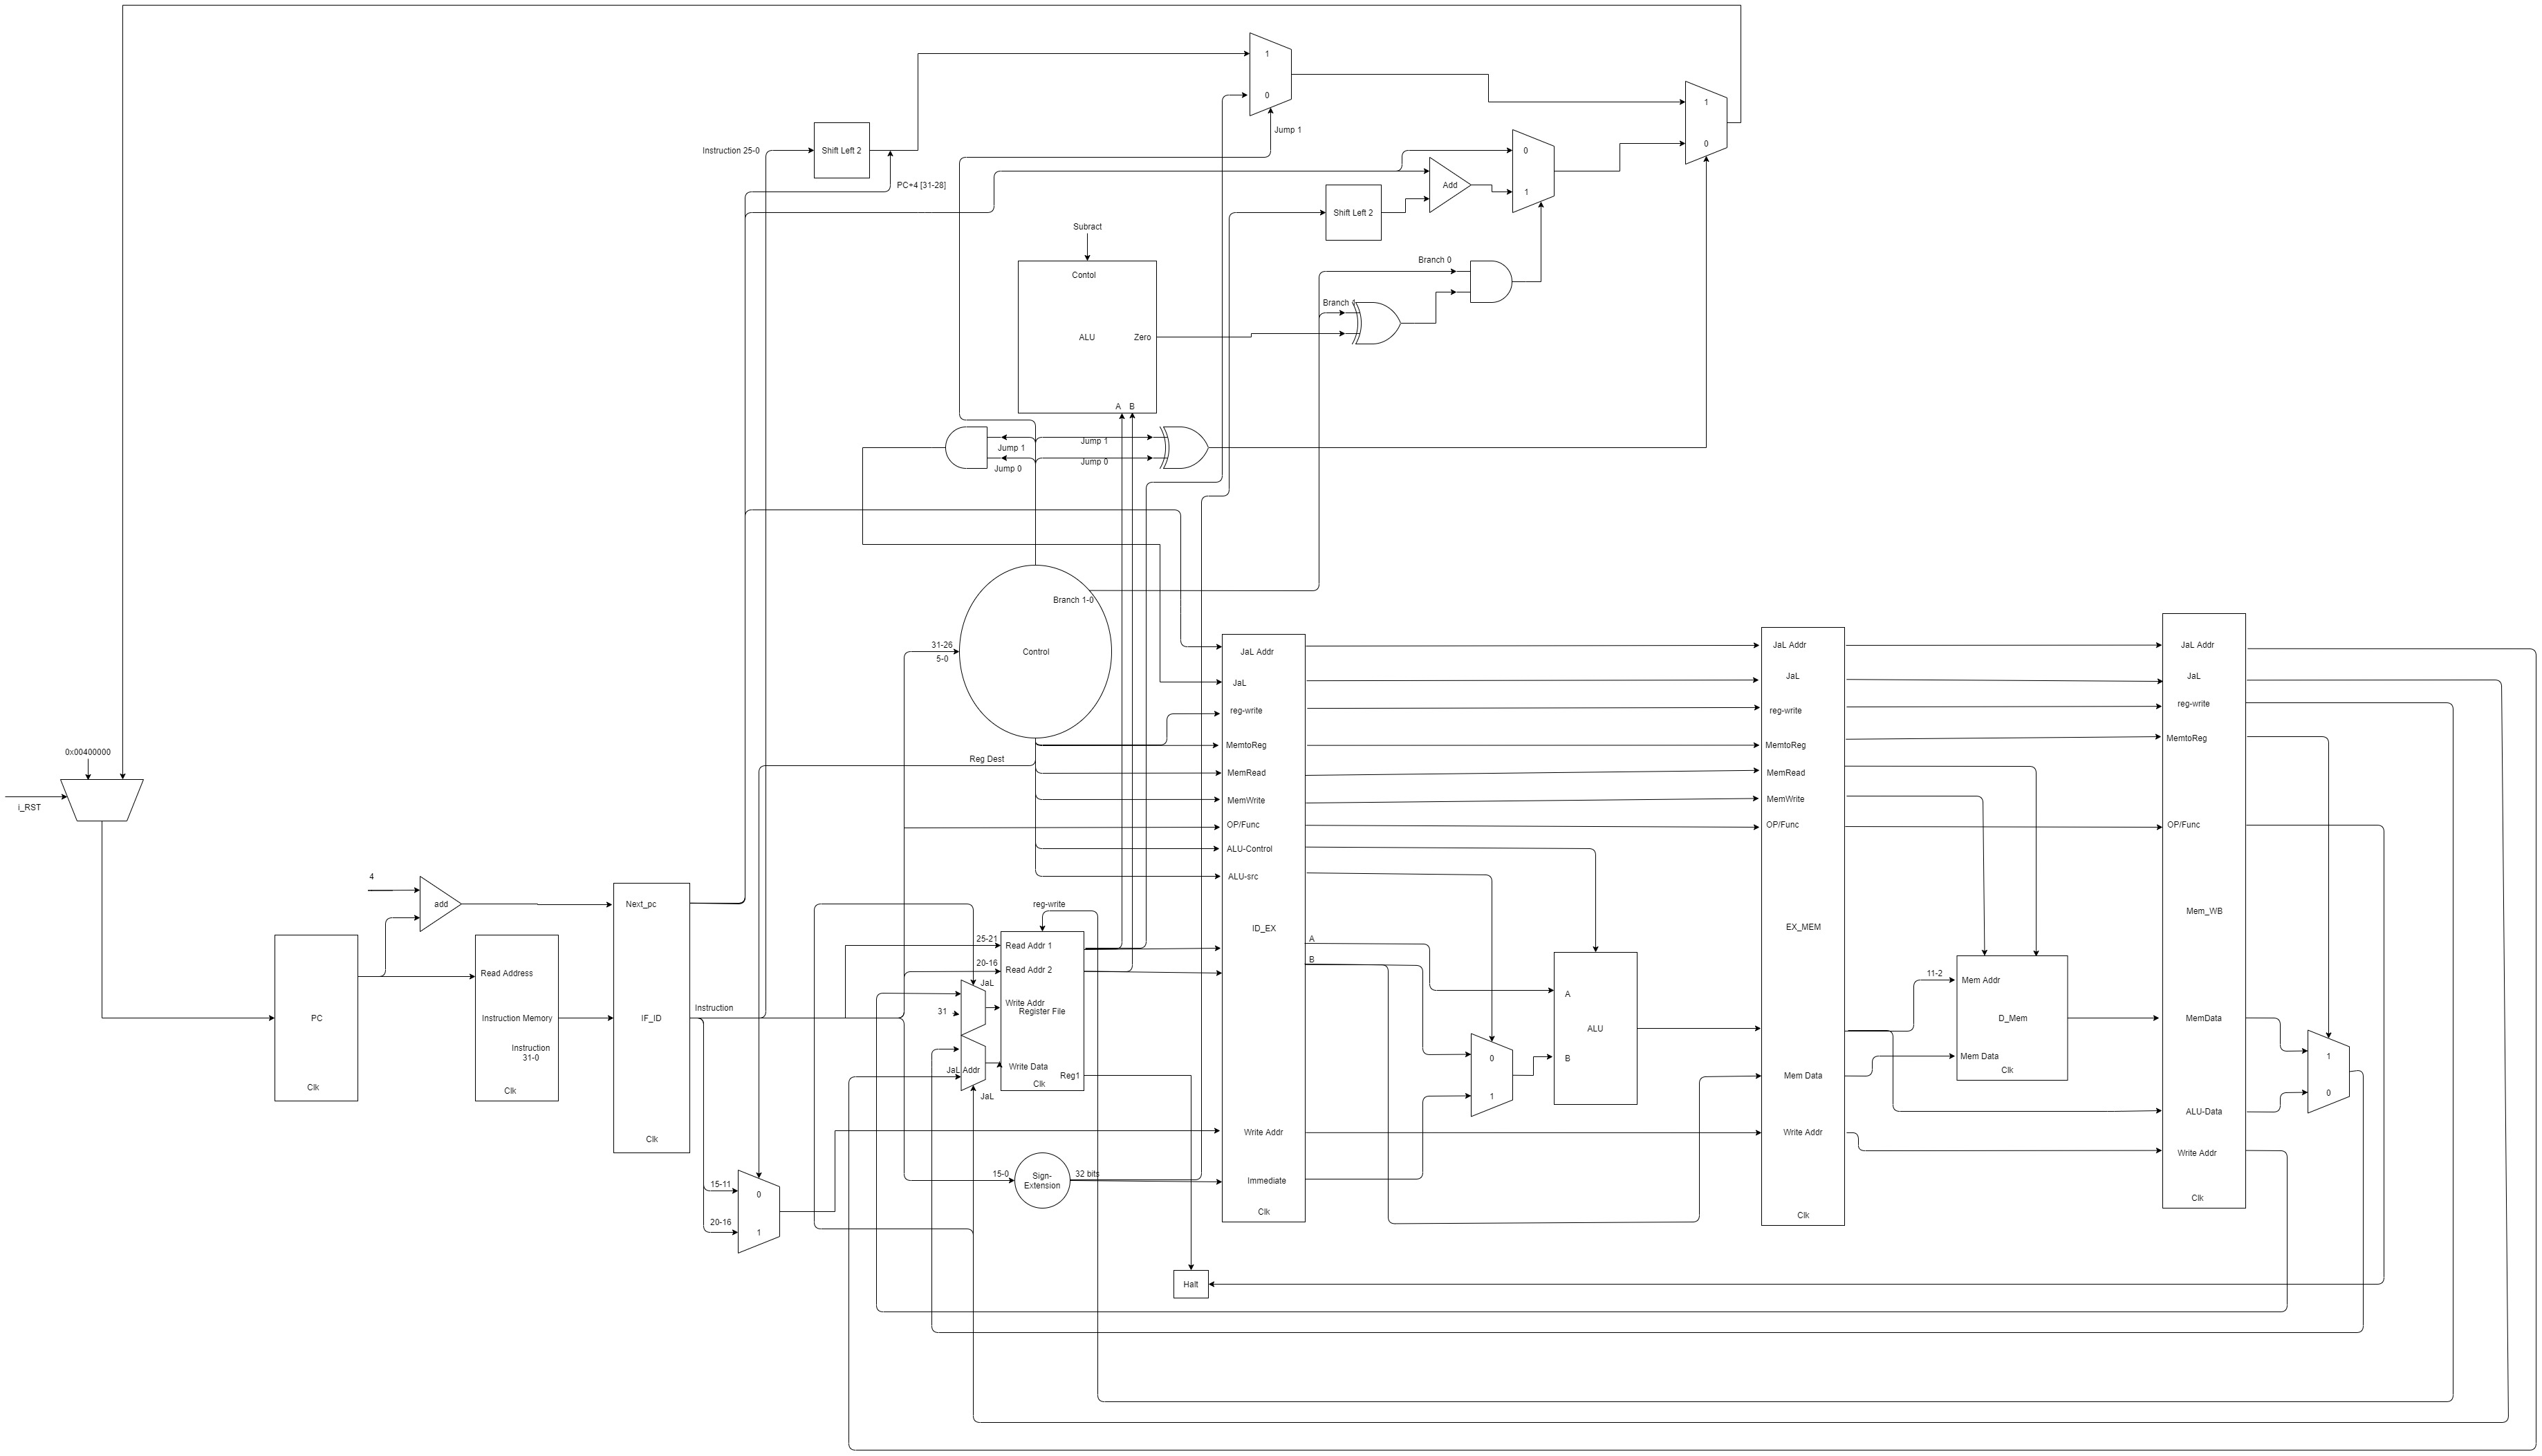 1
0
Jump 1
1
0
Instruction 25-0
Shift Left 2
PC+4 [31-28]
0
1
Add
Shift Left 2
Subract
Contol
ALU
Zero
A
B
Branch 0
Branch
Jump 1
Jump 1
Jump 0
Jump 0
Branch 1-0
Control
31-26
5-0
Reg Dest
0x00400000
i_RST
4
add
PC
Clk
Read Address
Instruction Memory
Instruction
31-0
Clk
Next_pc
IF_ID
Clk
Instruction
15-11
20-16
0
1
reg-write
25-21
Read Addr 1
20-16
Read Addr 2
JaL
Write Addr
Register File
31
JaL Addr
Write Data
Reg1
Clk
JaL
15-0
Sign-
Extension
32 bits
Halt
JaL Addr
JaL
reg-write
MemtoReg
MemRead
MemWrite
OP/Func
ALU-Control
ALU-src
ID_EX
Write Addr
Immediate
Clk
A
B
0
1
A
ALU
B
JaL Addr
JaL
reg-write
MemtoReg
MemRead
MemWrite
OP/Func
EX_MEM
Mem Data
Write Addr
Clk
11-2
Mem Addr
D_Mem
Mem Data
Clk
JaL Addr
JaL
reg-write
MemtoReg
OP/Func
Mem_WB
MemData
ALU-Data
Write Addr
Clk
1
0